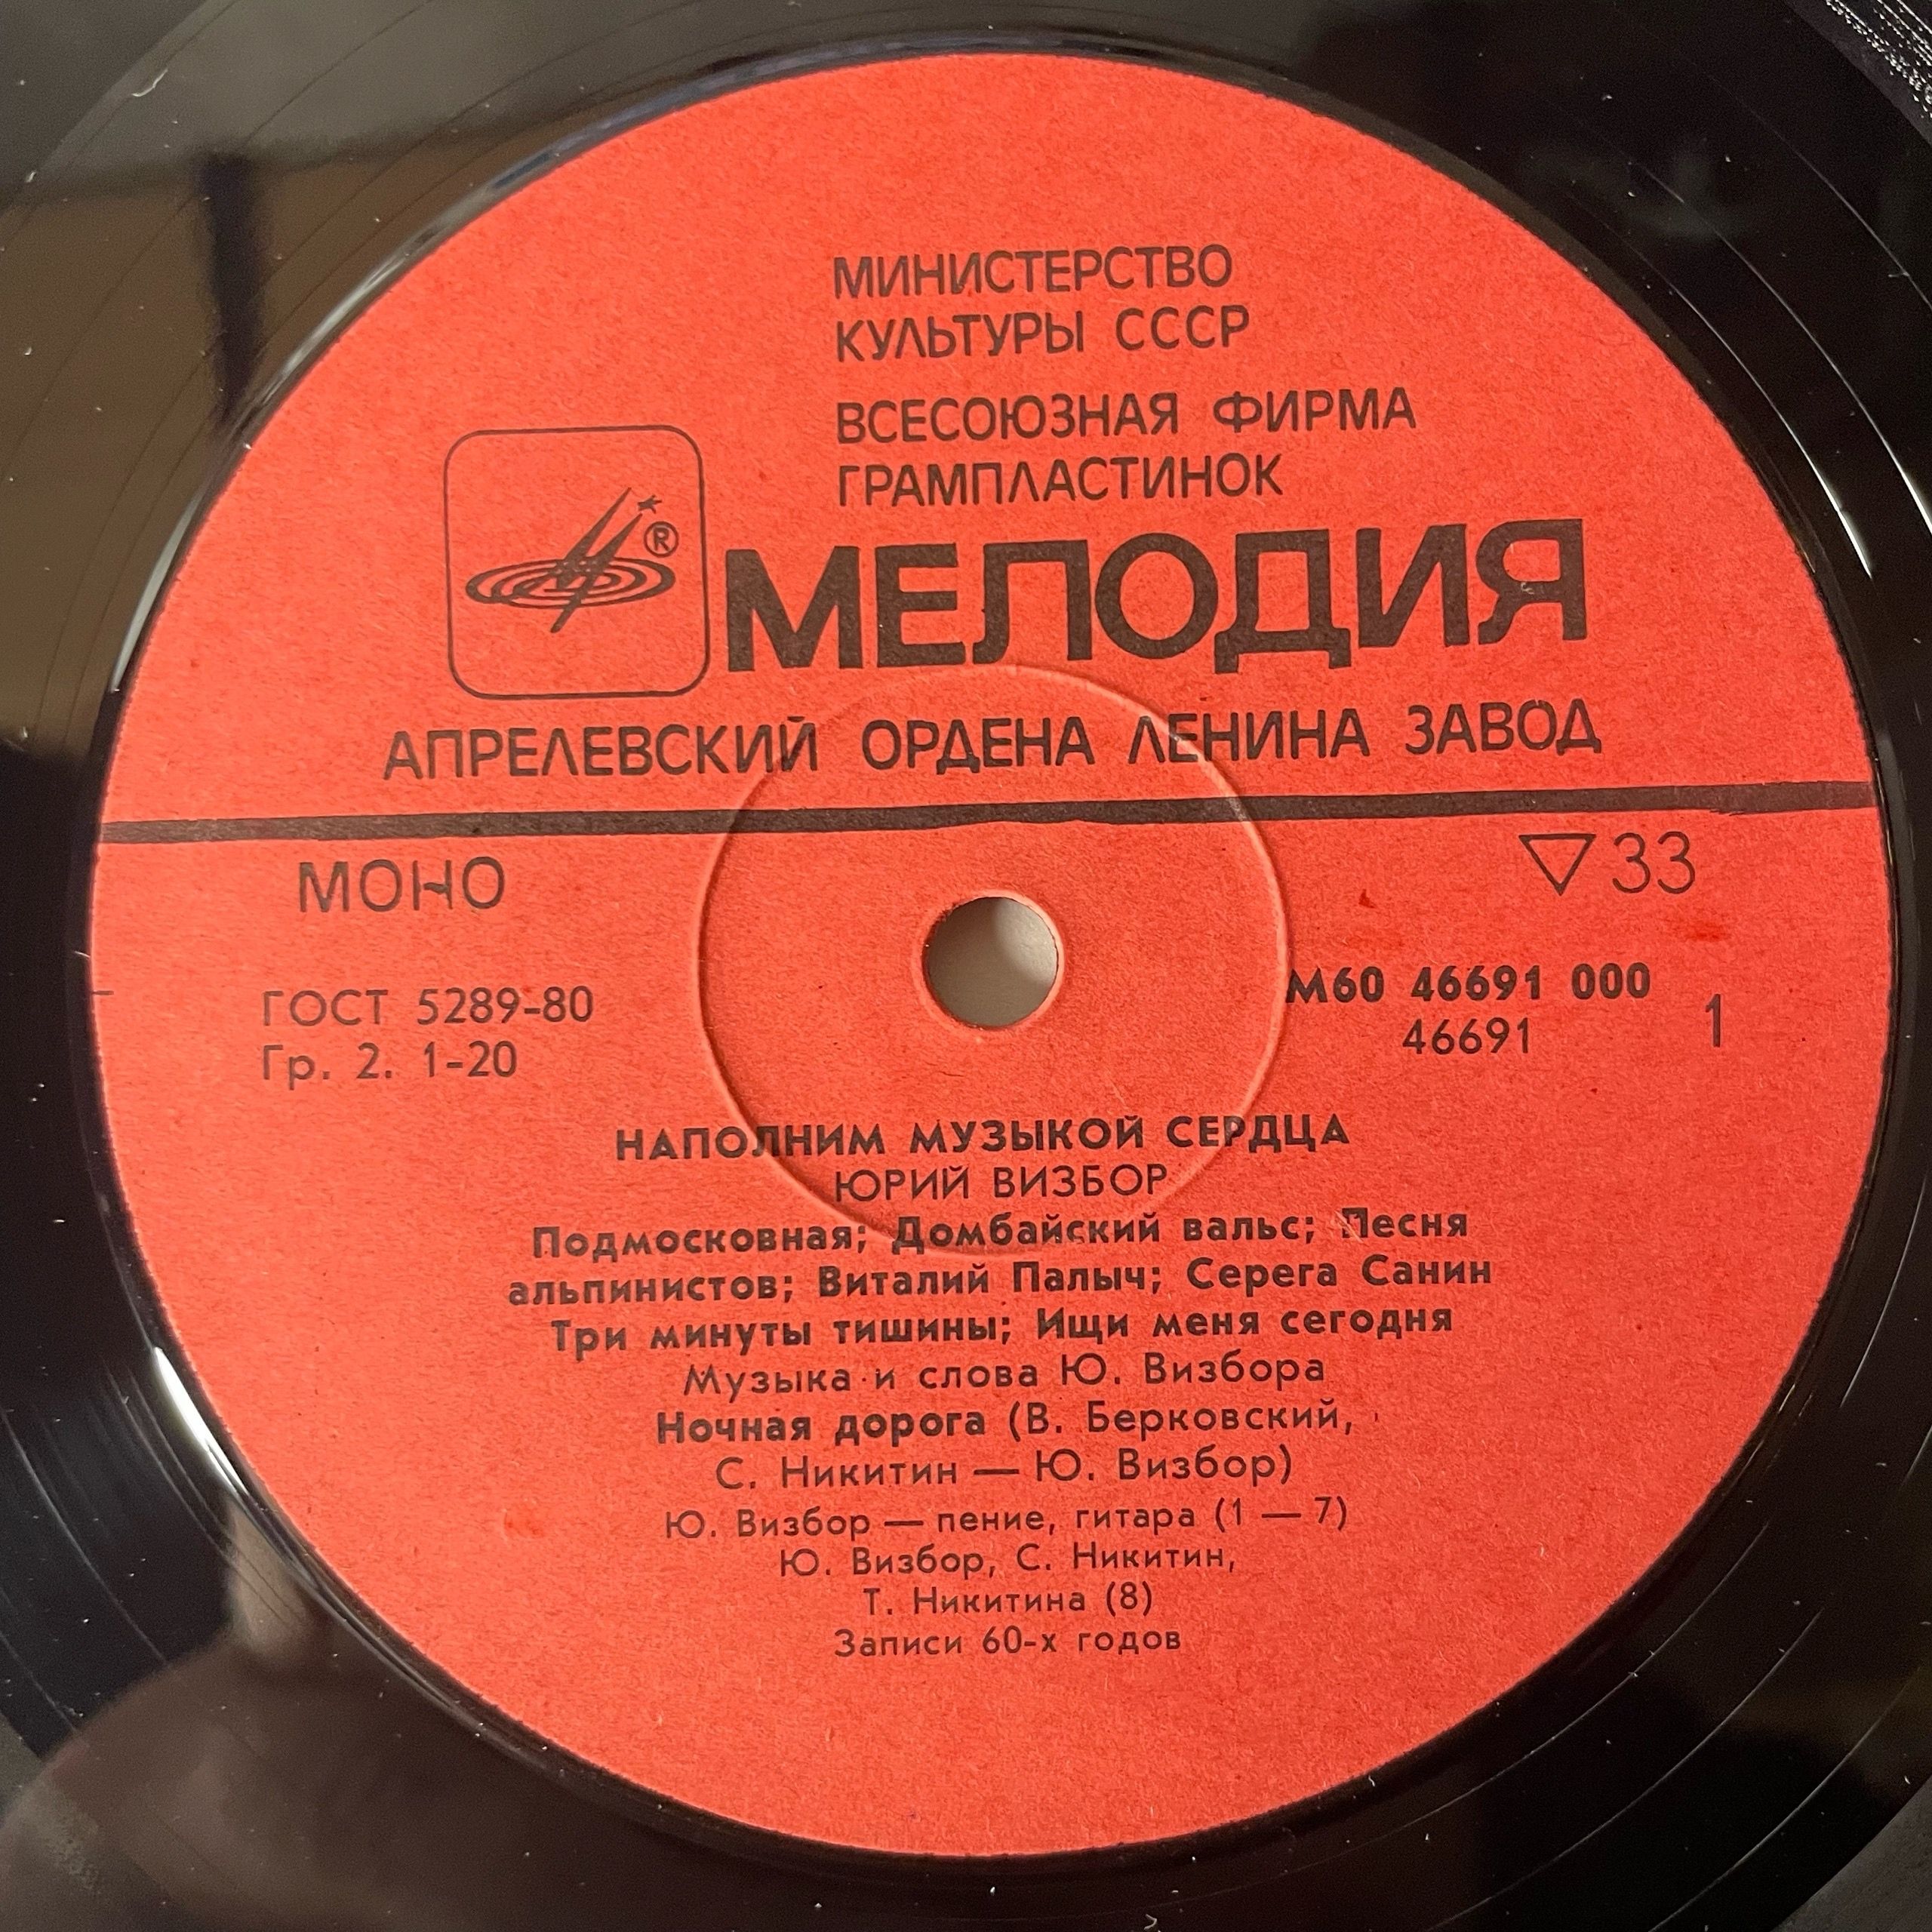 МИНИСТЕРСТВО
КУЛЬТУРЫ СССР
ВСЕСОЮЗНАЯ ФИРМА
ГРАМПЛАСТИНОК
®
МЕЛОДИЯ
АПРЕЛЕВСКИЙ ОРДЕНА ЛЕНИНА ЗАВОД
МОНО
▽33
ГОСТ 5289-80
Гр. 2. 1-20
М60 46691 000
46691
1
НАПОЛНИМ МУЗЫКОЙ СЕРДЦА
ЮРИЙ ВИЗБОР
Подмосковная; Домбайский вальс; Песня
альпинистов; Виталий Палыч; Серега Санин
Три минуты тишины; Ищи меня сегодня
Музыка и слова Ю. Визбора
Ночная дорога (В. Берковский,
С. Никитин — Ю. Визбор)
Ю. Визбор — пение, гитара (1 — 7)
Ю. Визбор, С. Никитин,
Т. Никитина (8)
Записи 60-х годов